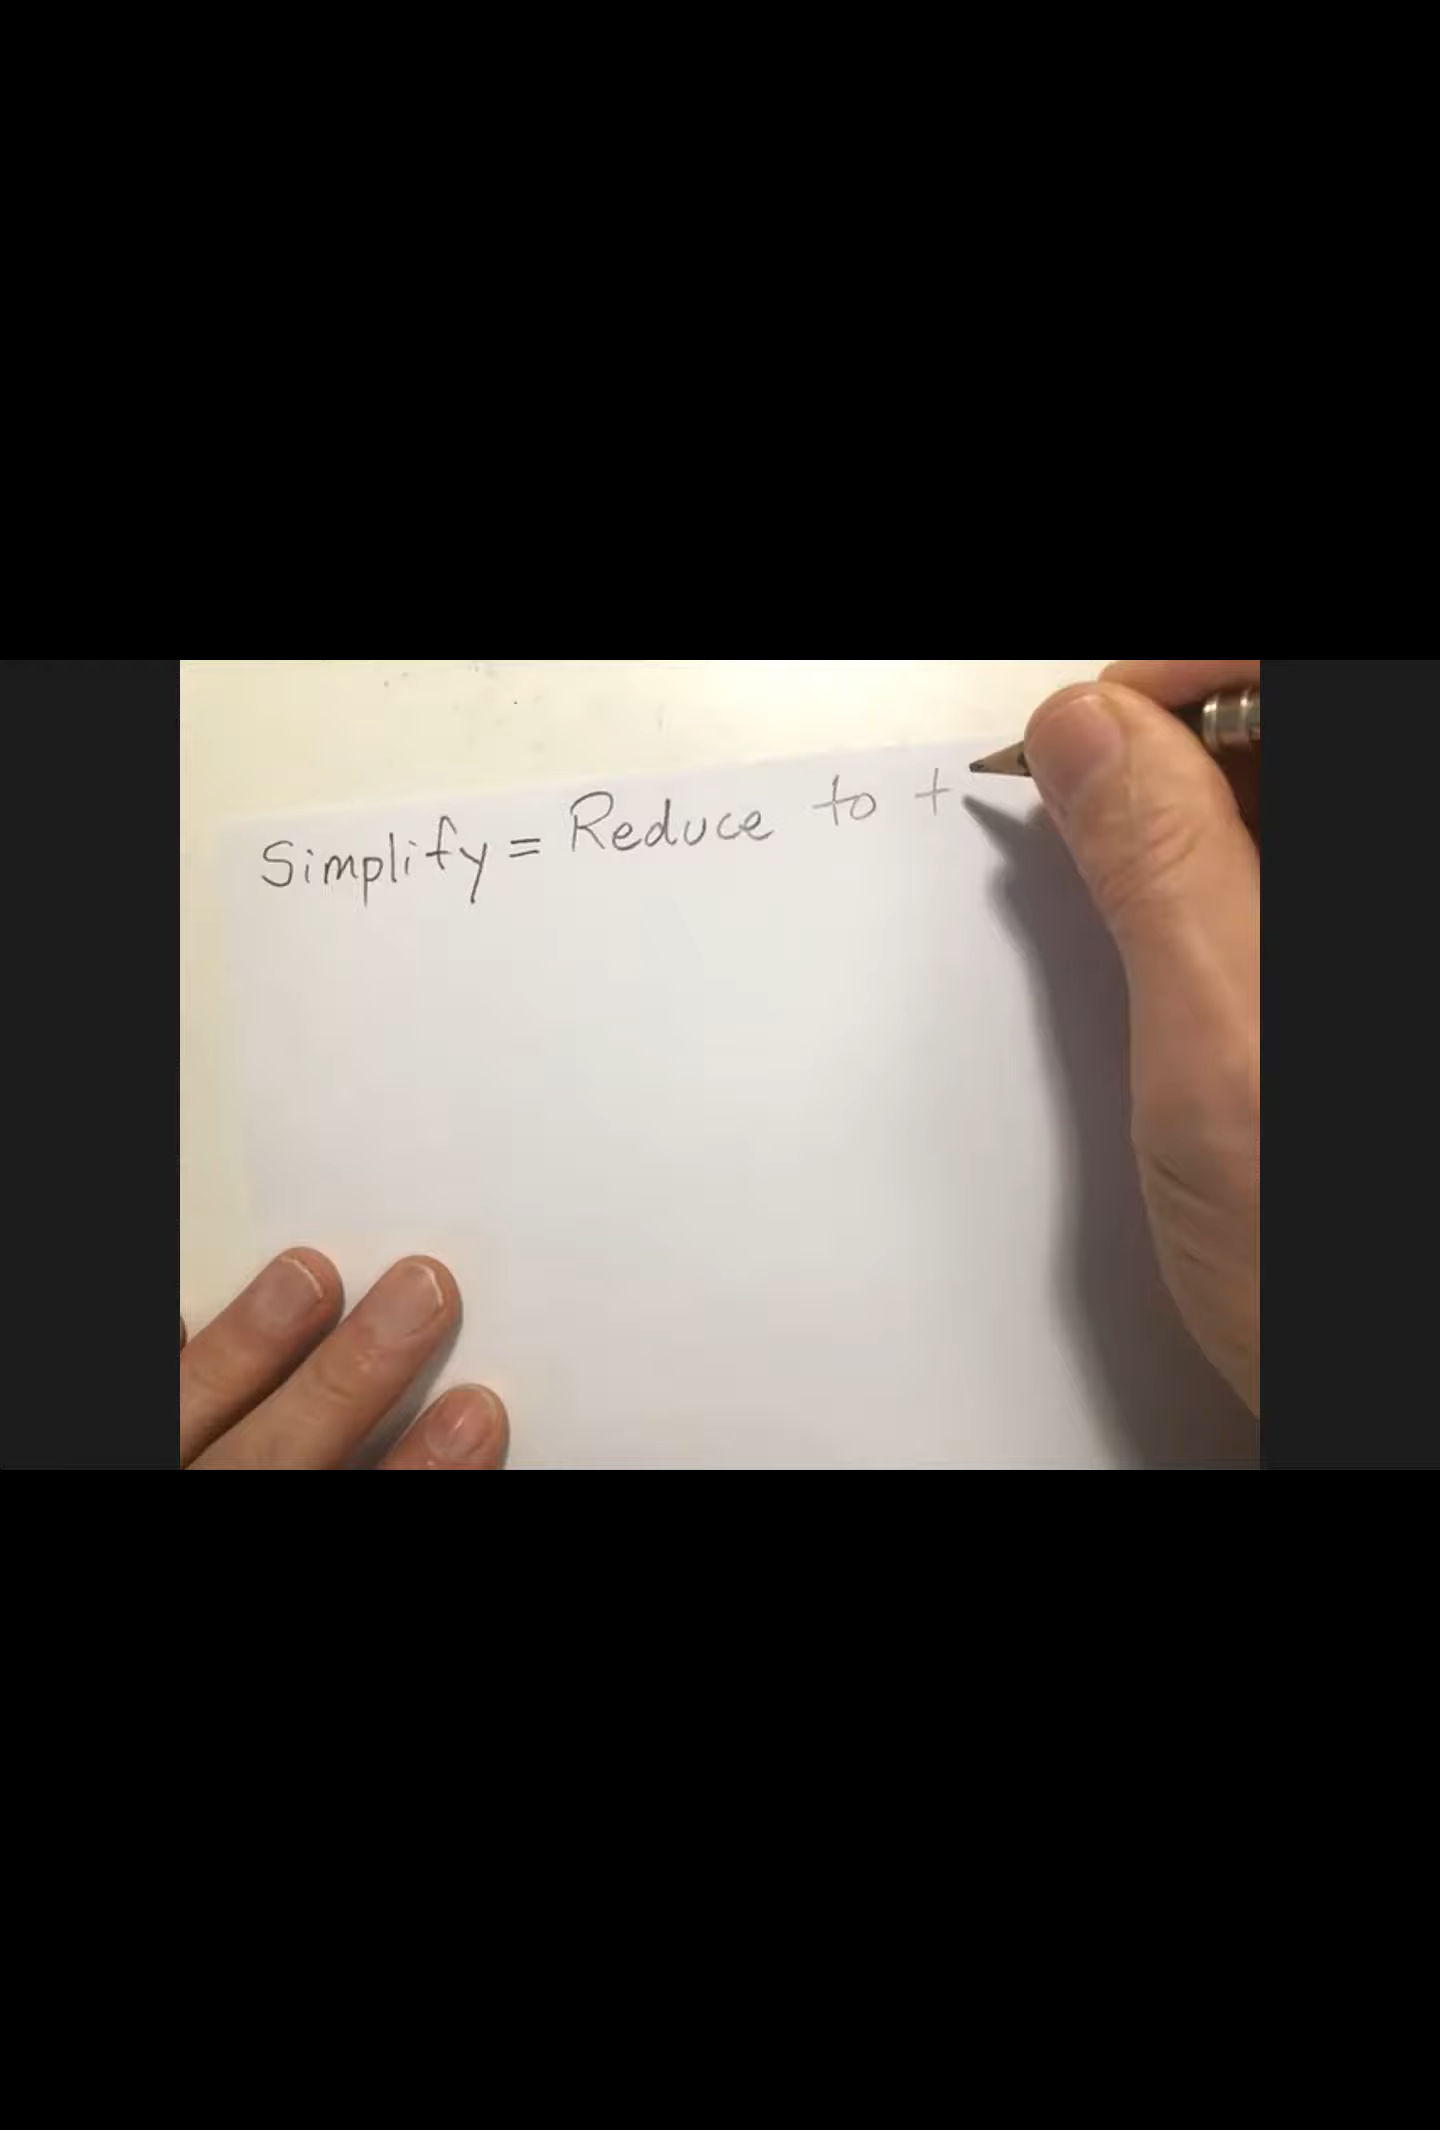 Simplify = Reduce to t